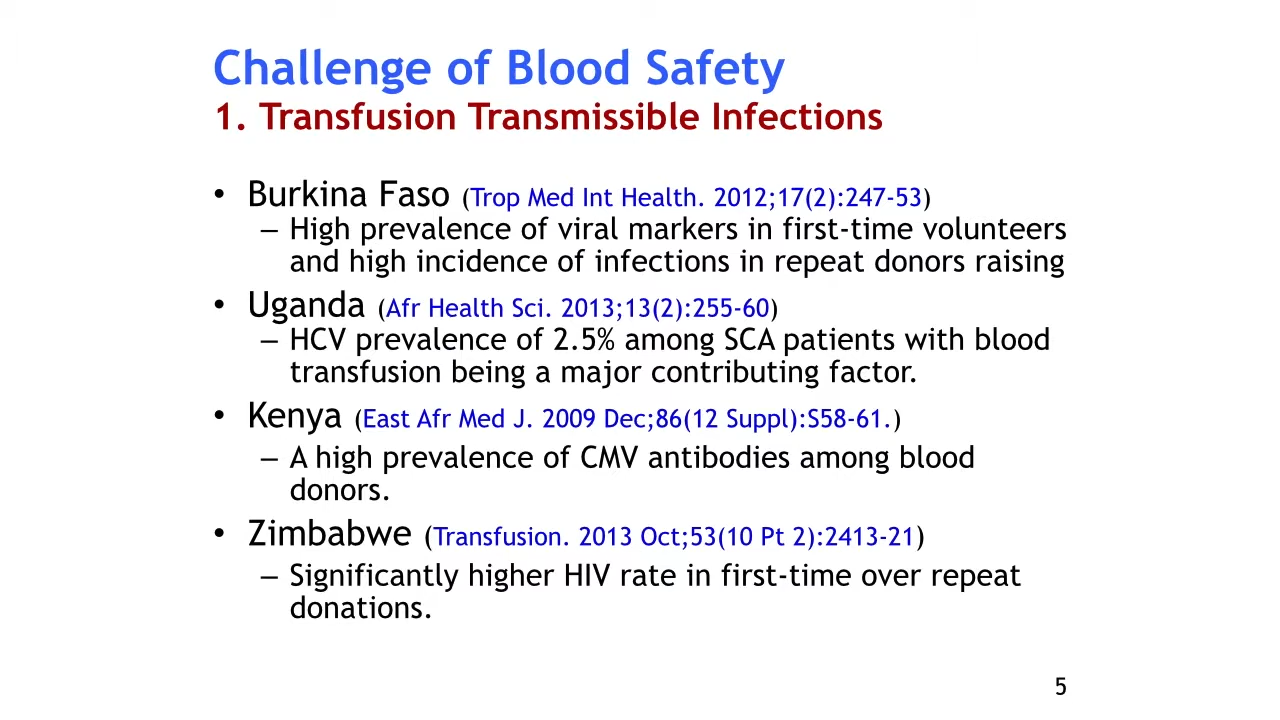 Challenge of Blood Safety
1. Transfusion Transmissible Infections
• Burkina Faso (Trop Med Int Health. 2012;17(2):247-53)
– High prevalence of viral markers in first-time volunteers
and high incidence of infections in repeat donors raising
• Uganda (Afr Health Sci. 2013;13(2):255-60)
– HCV prevalence of 2.5% among SCA patients with blood
transfusion being a major contributing factor.
• Kenya (East Afr Med J. 2009 Dec;86(12 Suppl):S58-61.)
– A high prevalence of CMV antibodies among blood
donors.
• Zimbabwe (Transfusion. 2013 Oct;53(10 Pt 2):2413-21)
– Significantly higher HIV rate in first-time over repeat
donations.
5